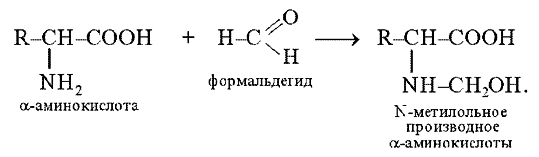 R–CH–COOH + H–C O H → R–CH–COOH
NH₂ NH–CH₂OH.
α-аминокислота формальдегид N-метилольное
производное
α-аминокислоты